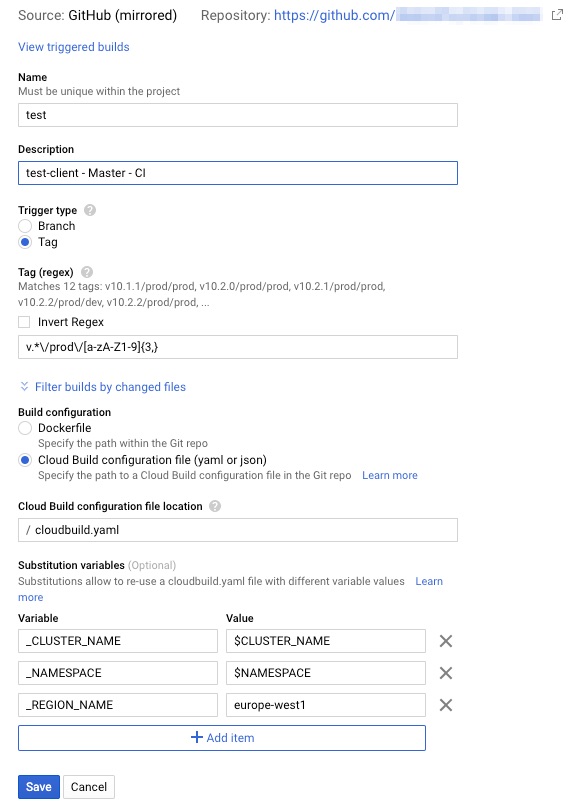 Source: GitHub (mirrored) Repository: https://github.com/
View triggered builds
Name
Must be unique within the project
test
Description
test-client - Master - CI
Trigger type
Branch
Tag
Tag (regex)
Matches 12 tags: v10.1.1/prod/prod, v10.2.0/prod/prod, v10.2.1/prod/prod,
v10.2.2/prod/dev, v10.2.2/prod/prod, ...
Invert Regex
v.*\/prod\/[a-zA-Z1-9]{3,}
Filter builds by changed files
Build configuration
Dockerfile
Specify the path within the Git repo
Cloud Build configuration file (yaml or json)
Specify the path to a Cloud Build configuration file in the Git repo Learn more
Cloud Build configuration file location
/ cloudbuild.yaml
Substitution variables (Optional)
Substitutions allow to re-use a cloudbuild.yaml file with different variable values Learn
more
Variable Value
_CLUSTER_NAME $CLUSTER_NAME
_NAMESPACE $NAMESPACE
_REGION_NAME europe-west1
Add item
Save Cancel